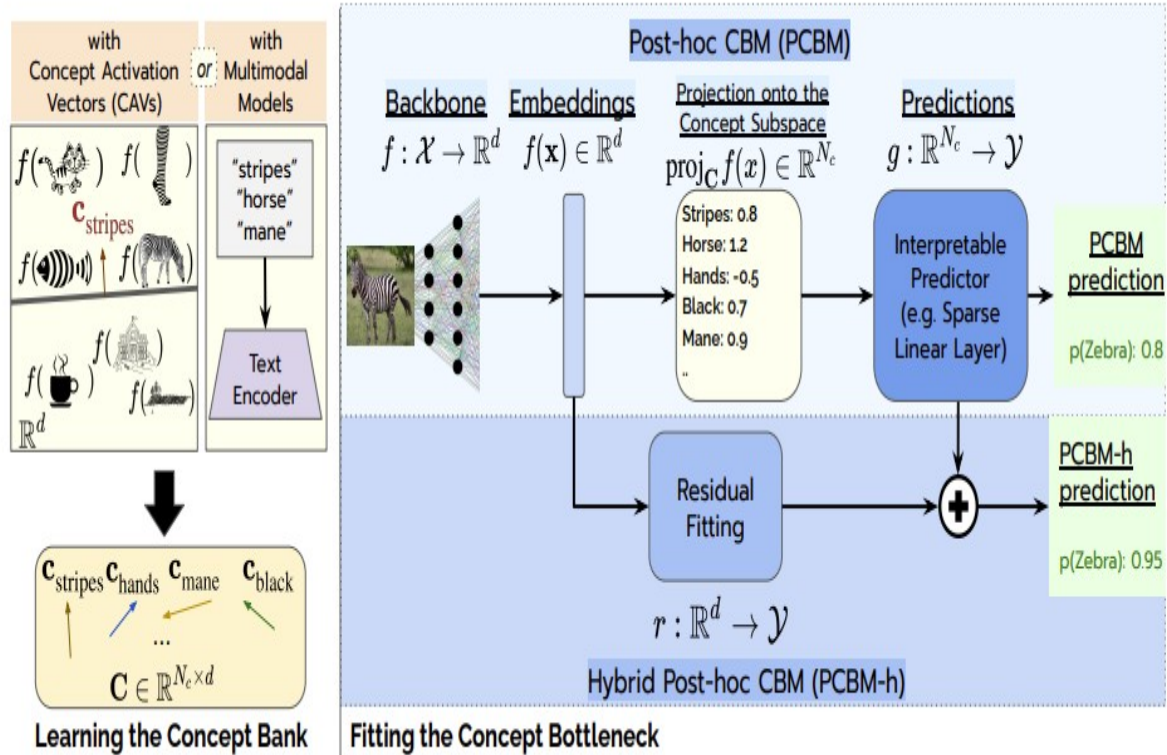 with
Concept Activation
Vectors (CAVs)
or
with
Multimodal
Models
f( )
f( )
c_stripes
f( )
f( )
f( )
f( )
f( )
ℝ^d
"stripes"
"horse"
"mane"
Text
Encoder
c_stripes c_hands c_mane c_black
...
C ∈ ℝ^{N_c×d}
Learning the Concept Bank
Post-hoc CBM (PCBM)
Backbone
f : 𝒳 → ℝ^d
Embeddings
f(x) ∈ ℝ^d
Projection onto the
Concept Subspace
proj_C f(x) ∈ ℝ^{N_c}
Predictions
g : ℝ^{N_c} → 𝒴
Stripes: 0.8
Horse: 1.2
Hands: -0.5
Black: 0.7
Mane: 0.9
..
Interpretable
Predictor
(e.g. Sparse
Linear Layer)
PCBM
prediction
p(Zebra): 0.8
Residual
Fitting
r : ℝ^d → 𝒴
+
PCBM-h
prediction
p(Zebra): 0.95
Hybrid Post-hoc CBM (PCBM-h)
Fitting the Concept Bottleneck